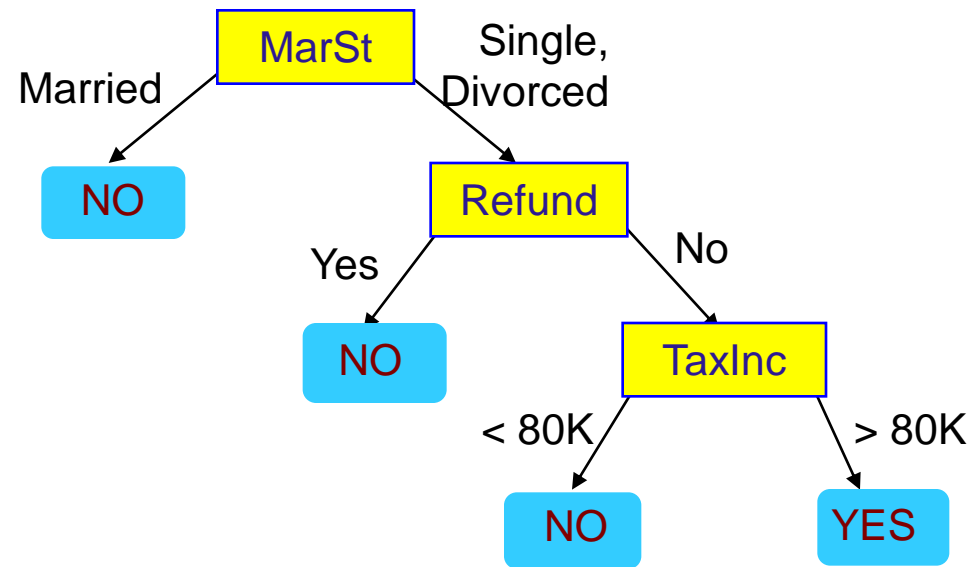 MarSt
Single,
Divorced
Married
NO
Refund
Yes
No
NO
TaxInc
< 80K
> 80K
NO
YES